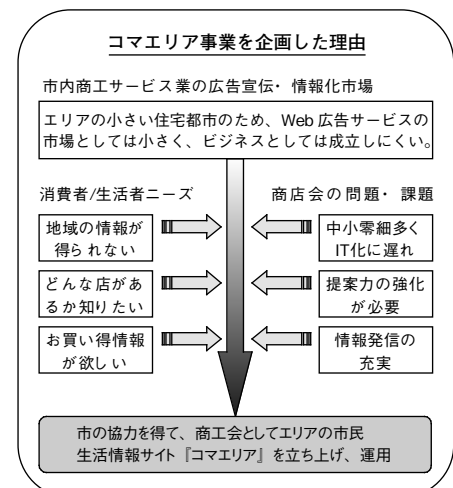 コマエリア事業を企画した理由
市内商工サービス業の広告宣伝・情報化市場
エリアの小さい住宅都市のため、Web 広告サービスの
市場としては小さく、ビジネスとしては成立しにくい。
消費者/生活者ニーズ
地域の情報が
得られない
どんな店があ
るか知りたい
お買い得情報
が欲しい
商店会の問題・課題
中小零細多く
IT化に遅れ
提案力の強化
が必要
情報発信の
充実
市の協力を得て、商工会としてエリアの市民
生活情報サイト『コマエリア』を立ち上げ、運用